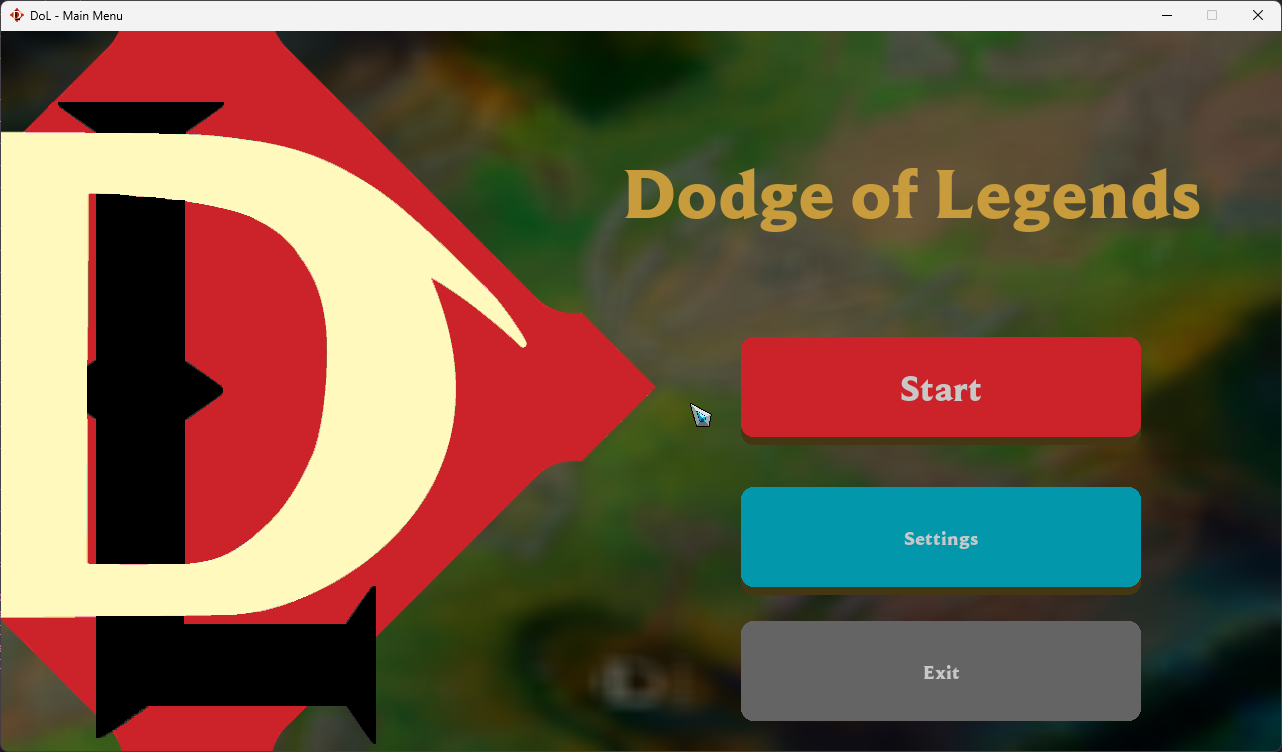 DoL - Main Menu
Dodge of Legends
Start
Settings
Exit